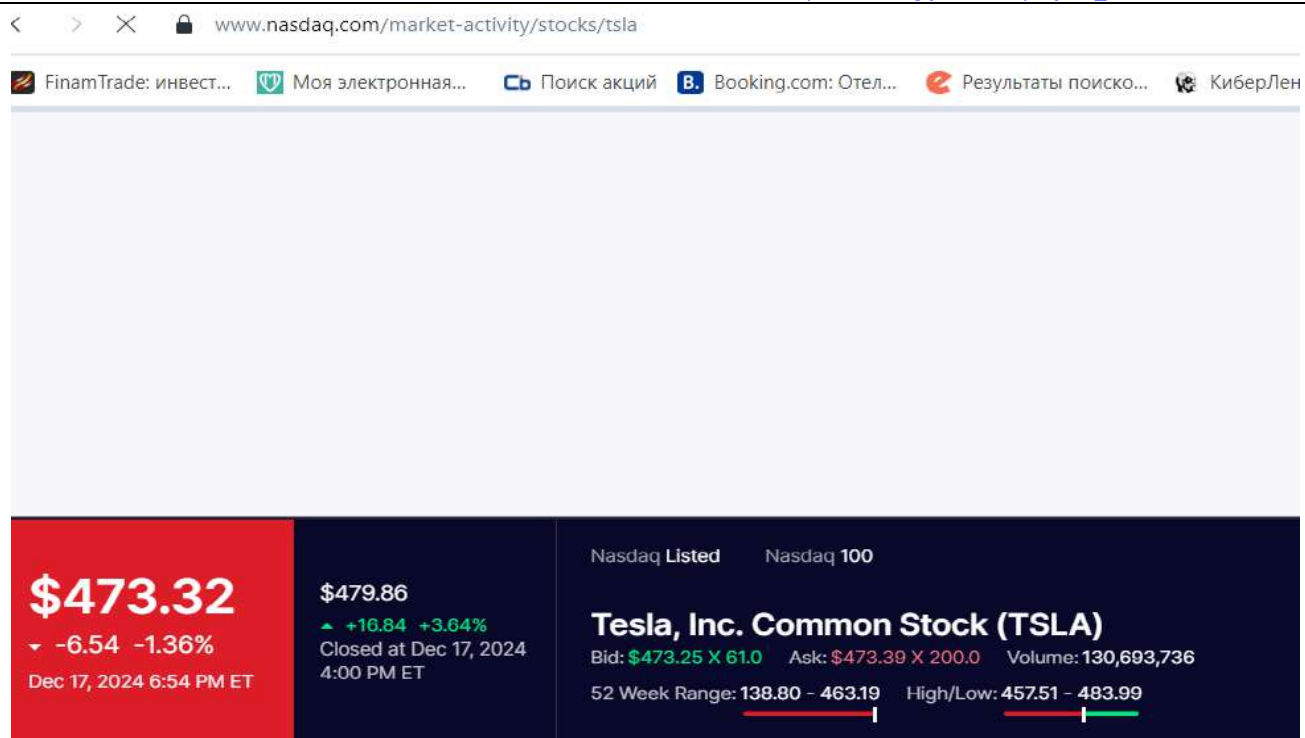 www.nasdaq.com/market-activity/stocks/tsla
FinamTrade: инвест... Моя электронная... Сb Поиск акций B. Booking.com: Отел... Результаты поиско... КиберЛен
Nasdaq Listed Nasdaq 100
$473.32
-6.54 -1.36%
Dec 17, 2024 6:54 PM ET
$479.86
+16.84 +3.64%
Closed at Dec 17, 2024
4:00 PM ET
Tesla, Inc. Common Stock (TSLA)
Bid: $473.25 X 61.0 Ask: $473.39 X 200.0 Volume: 130,693,736
52 Week Range: 138.80 - 463.19 High/Low: 457.51 - 483.99